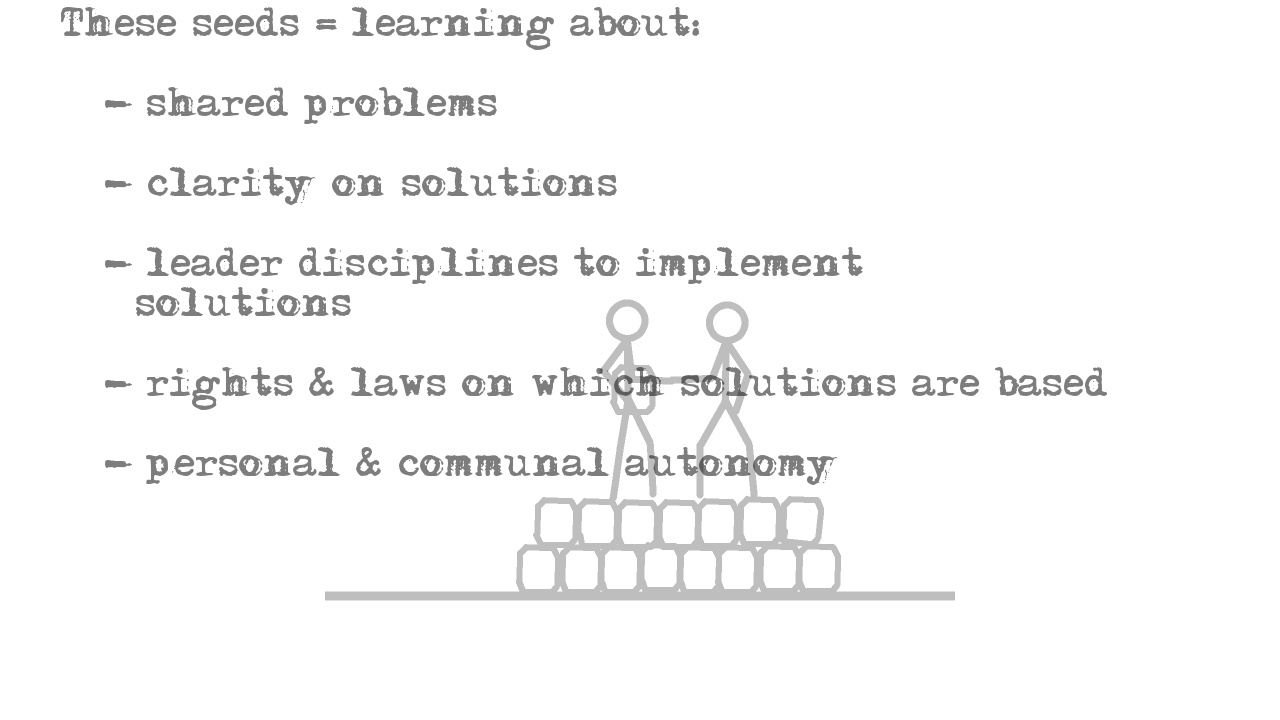 These seeds = learning about:
- shared problems
- clarity on solutions
- leader disciplines to implement
solutions
- rights & laws on which solutions are based
- personal & communal autonomy